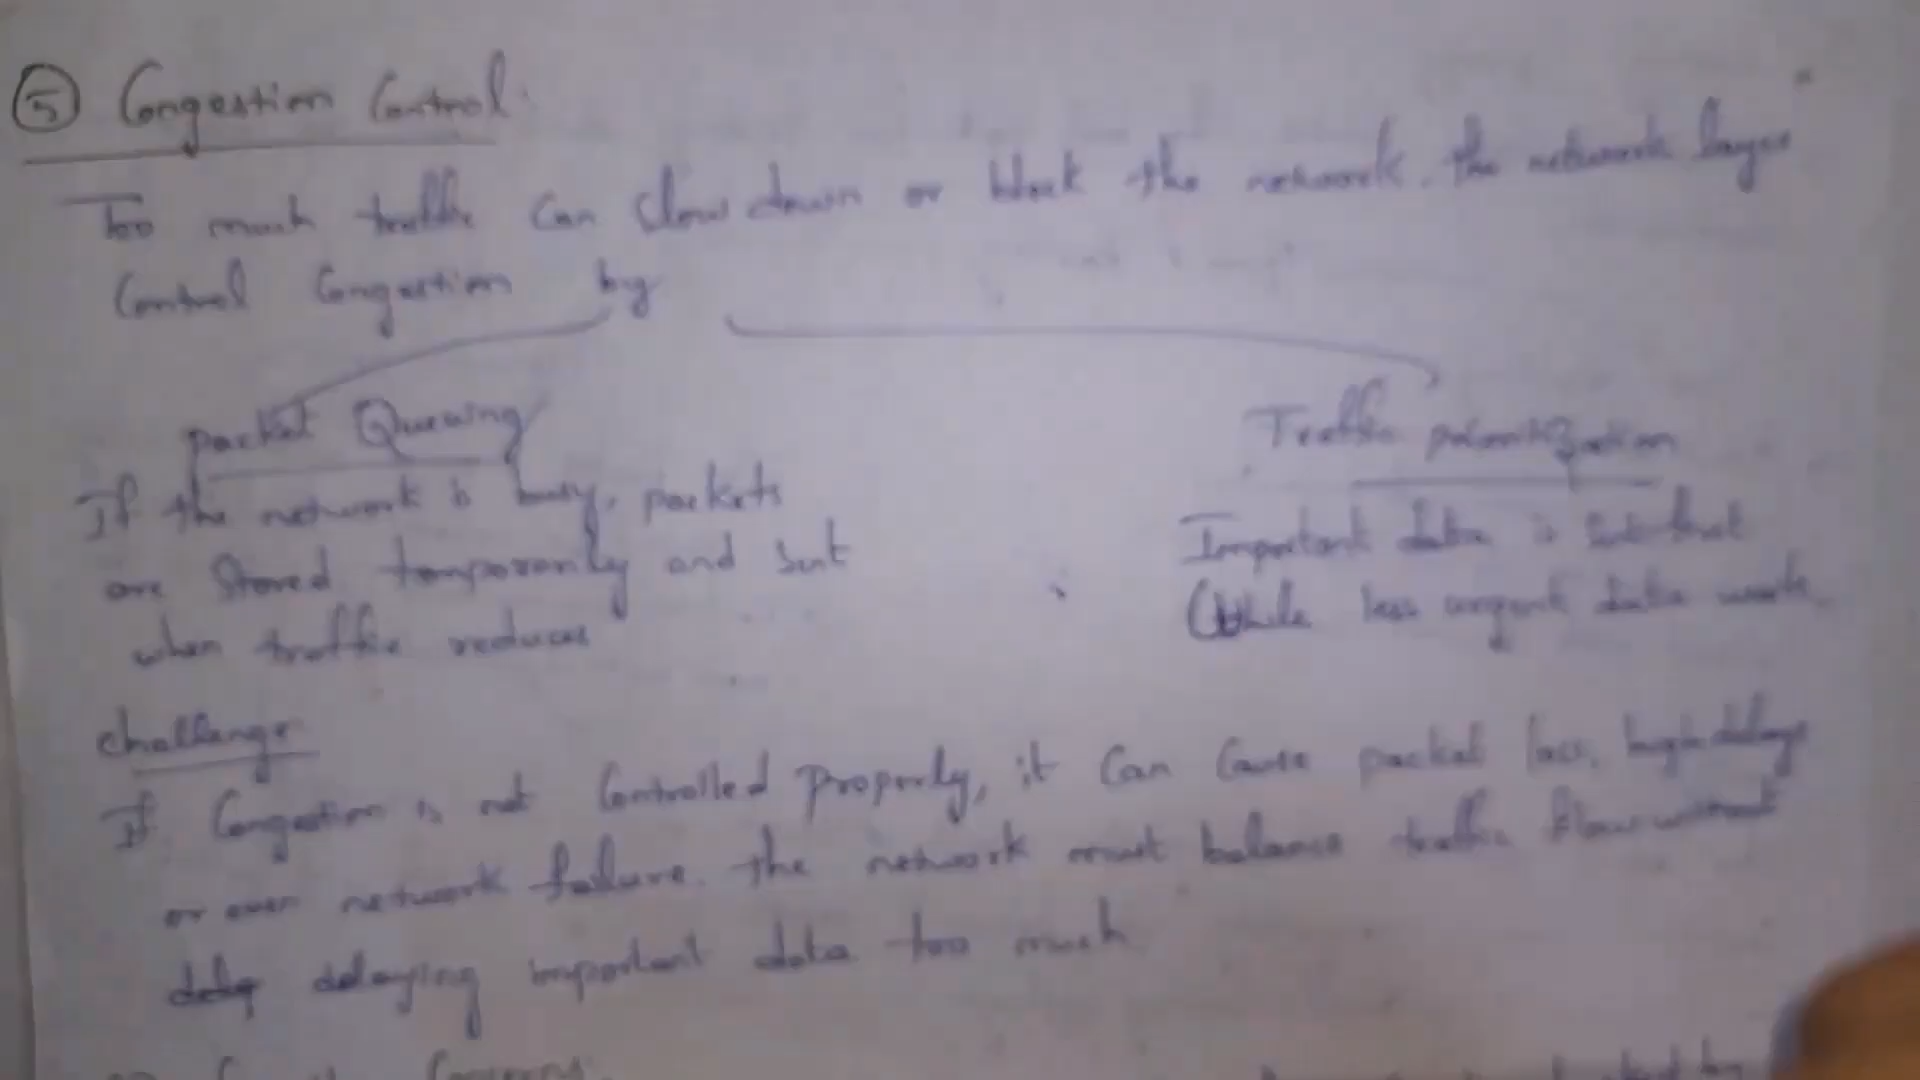 ⑤ Congestion Control:
Too much traffic can slow down or block the network. the network layer
Control Congestion by
packet Queuing
If the network is busy, packets
are stored temporarily and sent
when traffic reduces
Traffic prioritization
Important data is sent
While less urgent data
challenge
If Congestion is not Controlled properly, it can cause packet loss, high delays
or even network failure. the network must balance traffic flow without
delaying important data too much